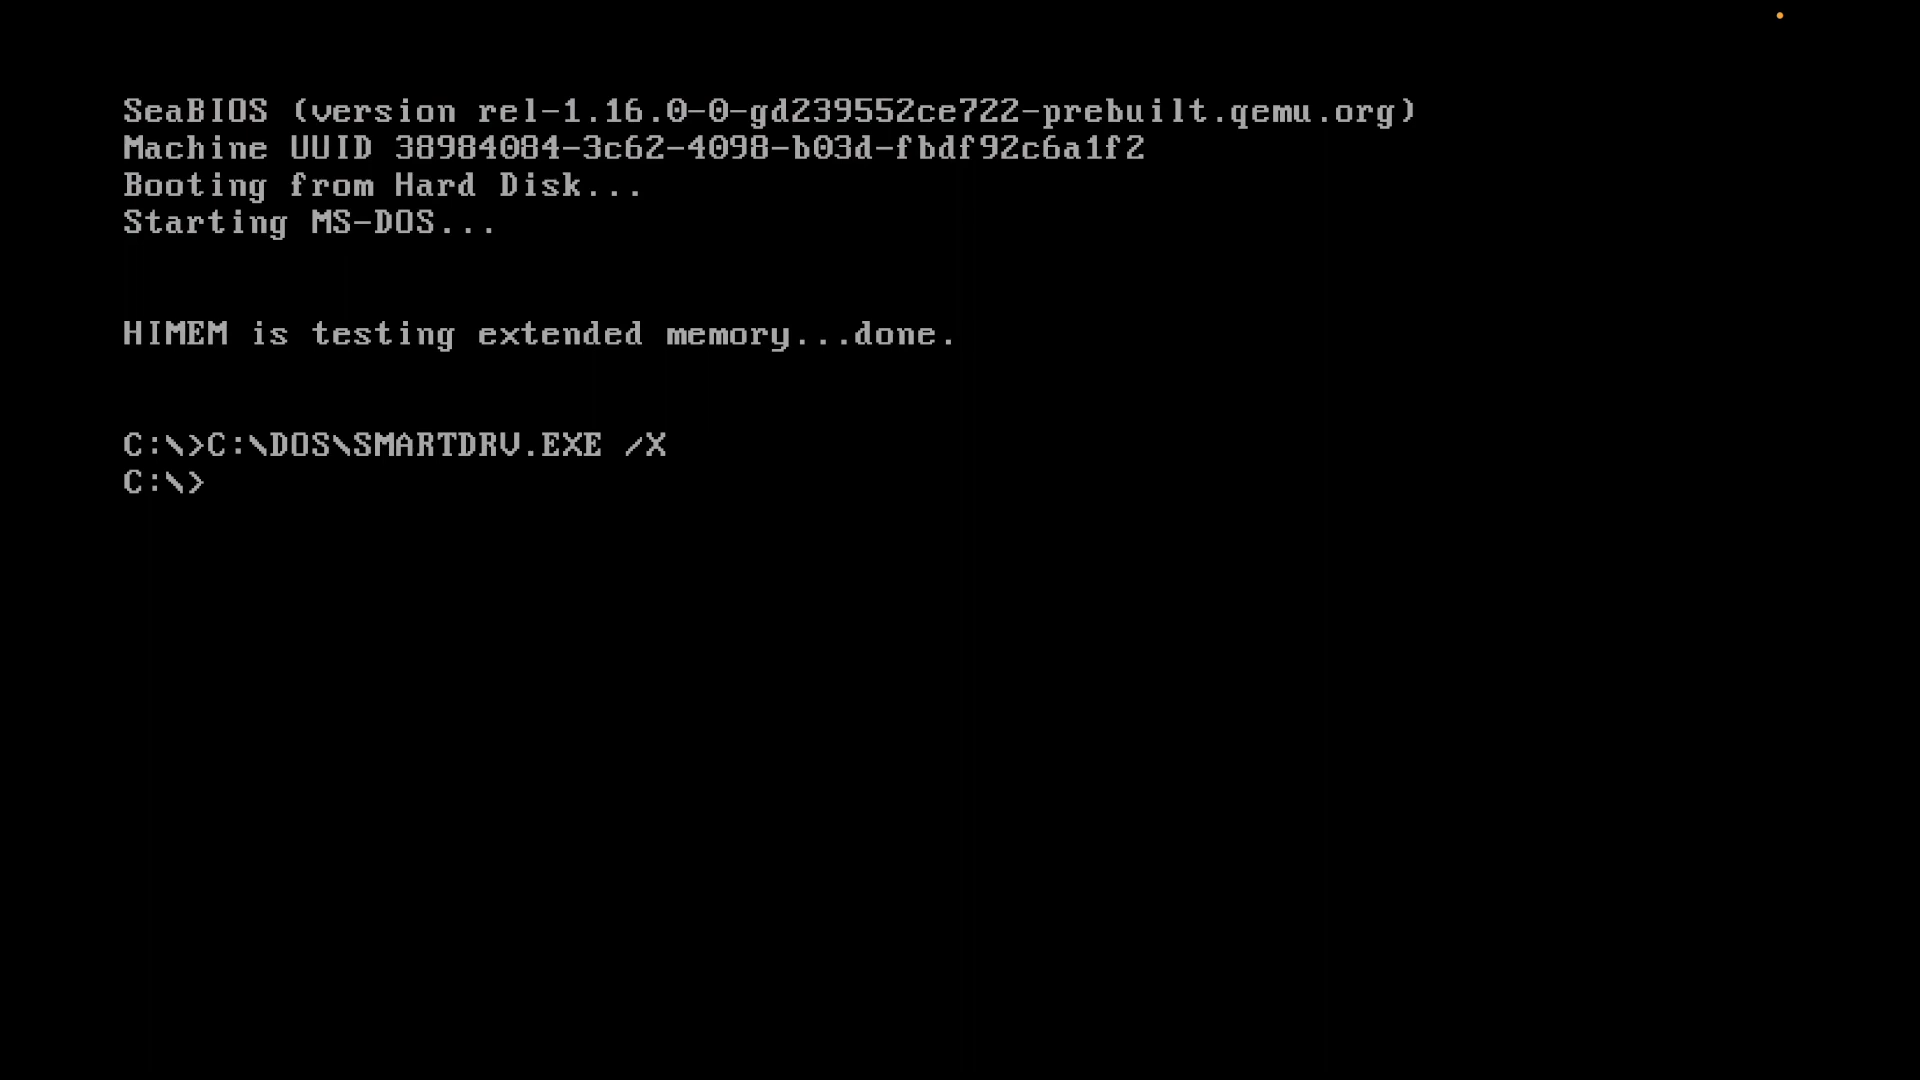 SeaBIOS (version rel-1.16.0-0-gd239552ce722-prebuilt.qemu.org)
Machine UUID 38984084-3c62-4098-b03d-fbdf92c6a1f2
Booting from Hard Disk...
Starting MS-DOS...
HIMEM is testing extended memory...done.
C:\>C:\DOS\SMARTDRV.EXE /X
C:\>